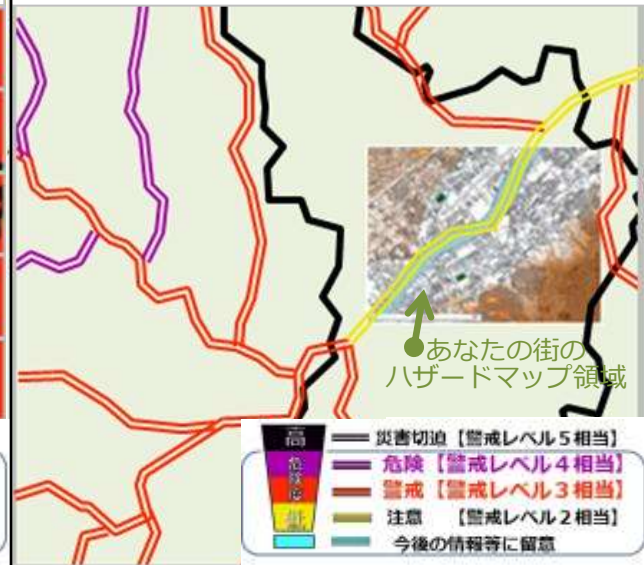 あなたの街の
ハザードマップ領域
高
危険度
低
災害切迫【警戒レベル5相当】
危険【警戒レベル4相当】
警戒【警戒レベル3相当】
注意 【警戒レベル2相当】
今後の情報等に留意